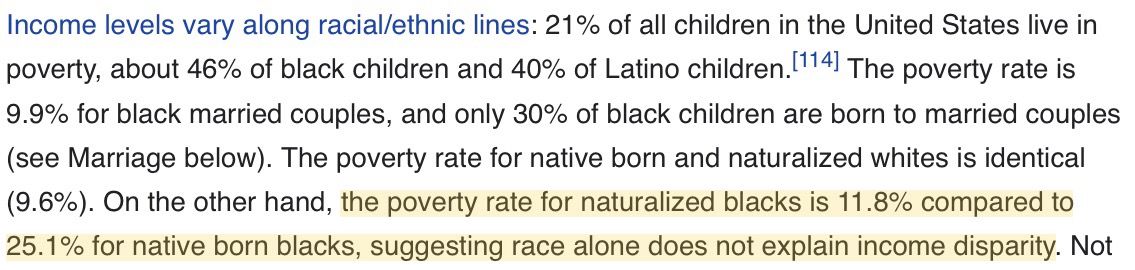 Income levels vary along racial/ethnic lines: 21% of all children in the United States live in
poverty, about 46% of black children and 40% of Latino children.[114] The poverty rate is
9.9% for black married couples, and only 30% of black children are born to married couples
(see Marriage below). The poverty rate for native born and naturalized whites is identical
(9.6%). On the other hand, the poverty rate for naturalized blacks is 11.8% compared to
25.1% for native born blacks, suggesting race alone does not explain income disparity. Not